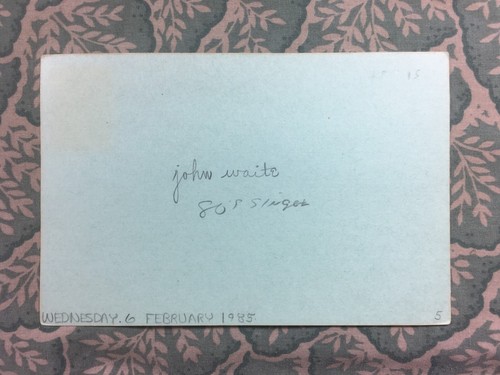 john waite
80's singer
WEDNESDAY. 6 FEBRUARY 1985.
5